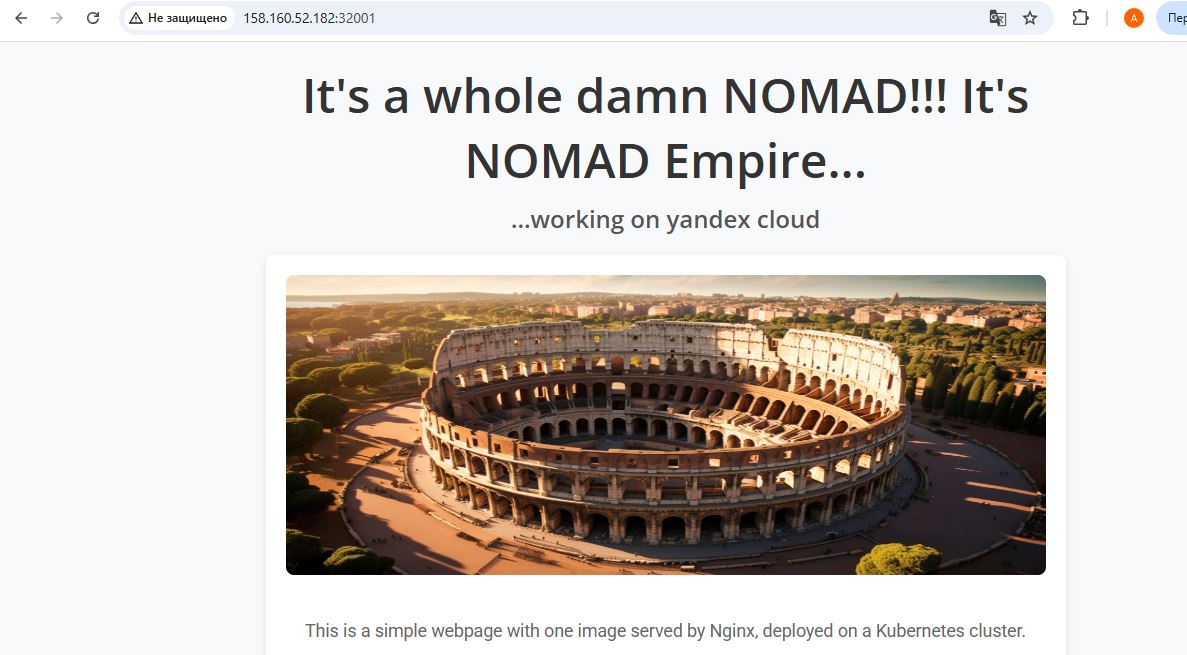 Не защищено
158.160.52.182:32001
A
It's a whole damn NOMAD!!! It's
NOMAD Empire...
...working on yandex cloud
This is a simple webpage with one image served by Nginx, deployed on a Kubernetes cluster.